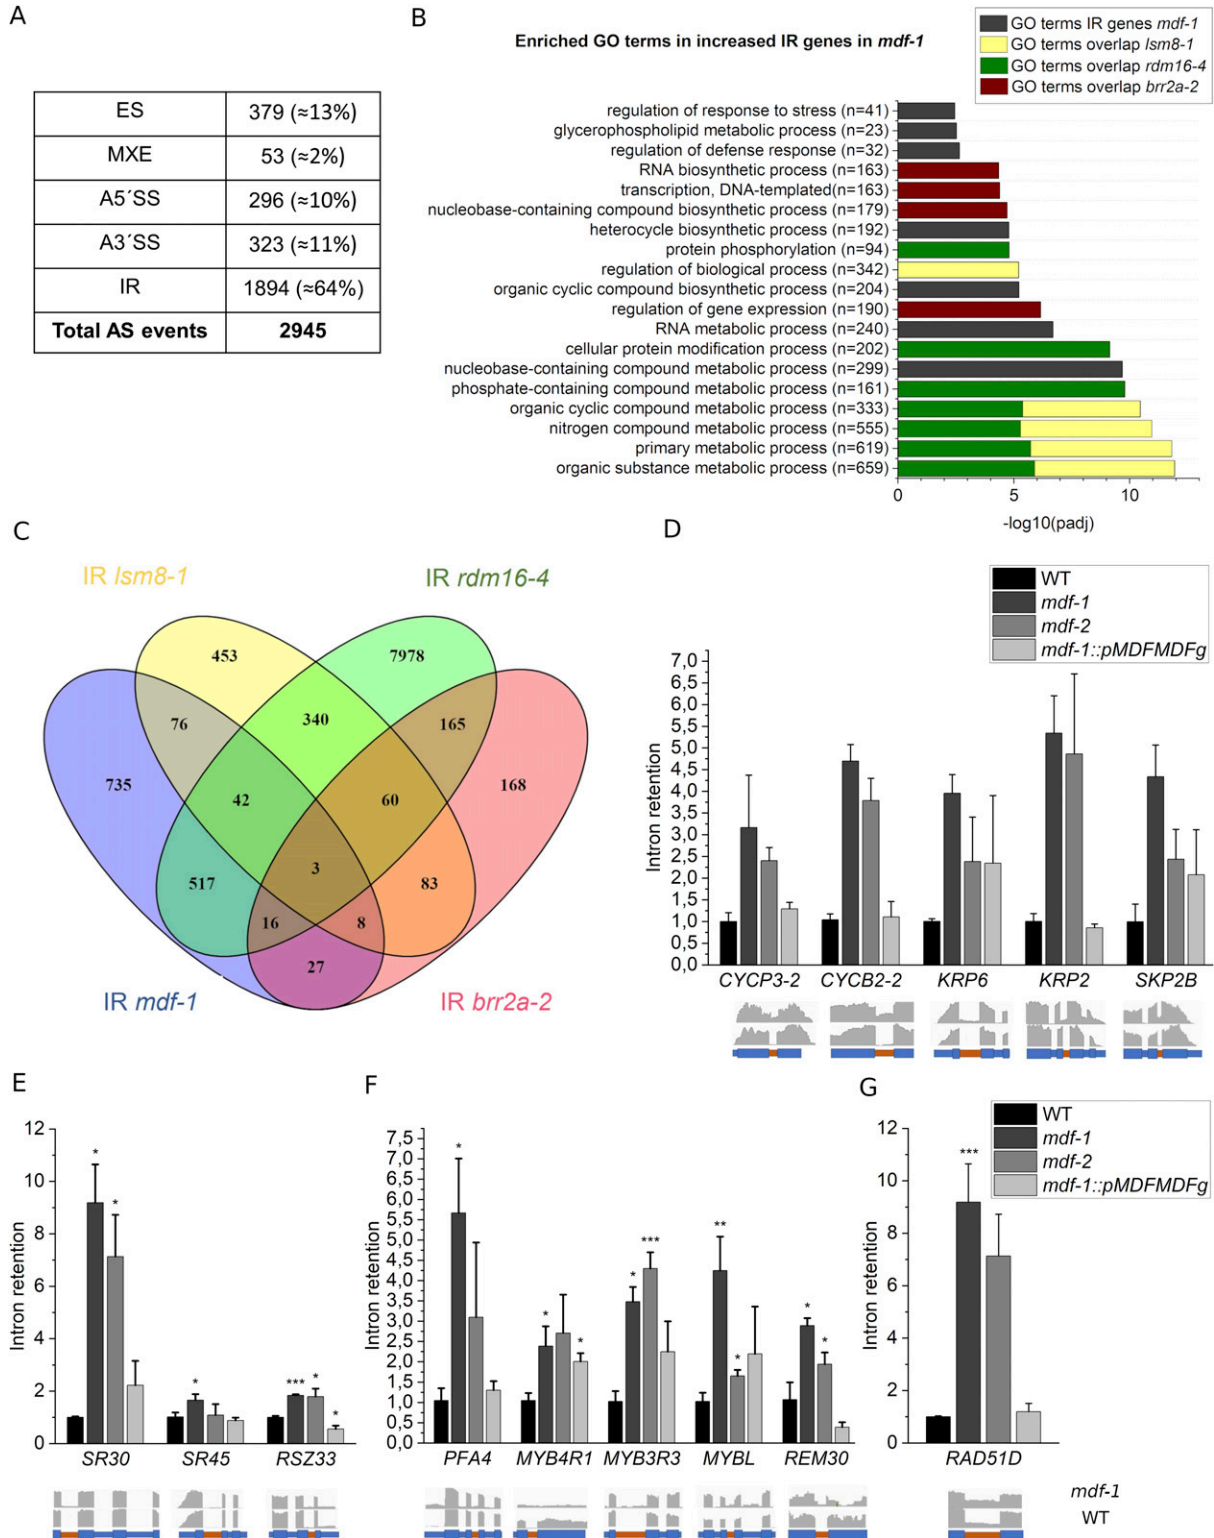 A
ES 379 (≈13%)
MXE 53 (≈2%)
A5´SS 296 (≈10%)
A3´SS 323 (≈11%)
IR 1894 (≈64%)
Total AS events 2945
B
Enriched GO terms in increased IR genes in mdf-1
GO terms IR genes mdf-1
GO terms overlap lsm8-1
GO terms overlap rdm16-4
GO terms overlap brr2a-2
regulation of response to stress (n=41)
glycerophospholipid metabolic process (n=23)
regulation of defense response (n=32)
RNA biosynthetic process (n=163)
transcription, DNA-templated(n=163)
nucleobase-containing compound biosynthetic process (n=179)
heterocycle biosynthetic process (n=192)
protein phosphorylation (n=94)
regulation of biological process (n=342)
organic cyclic compound biosynthetic process (n=204)
regulation of gene expression (n=190)
RNA metabolic process (n=240)
cellular protein modification process (n=202)
nucleobase-containing compound metabolic process (n=299)
phosphate-containing compound metabolic process (n=161)
organic cyclic compound metabolic process (n=333)
nitrogen compound metabolic process (n=555)
primary metabolic process (n=619)
organic substance metabolic process (n=659)
0 5 10
-log10(padj)
C
IR lsm8-1 IR rdm16-4
453 7978
76 340 165
735 168
42 60
3
517 83
16 8
27
IR mdf-1 IR brr2a-2
D
WT
mdf-1
mdf-2
mdf-1::pMDFMDFg
Intron retention
7,0
6,5
6,0
5,5
5,0
4,5
4,0
3,5
3,0
2,5
2,0
1,5
1,0
0,5
0,0
CYCP3-2 CYCB2-2 KRP6 KRP2 SKP2B
E
Intron retention
12
10
8
6
4
2
0
* *
*
*** * *
SR30 SR45 RSZ33
F
Intron retention
7,5
7,0
6,5
6,0
5,5
5,0
4,5
4,0
3,5
3,0
2,5
2,0
1,5
1,0
0,5
0,0
*
* *
* ***
** *
* *
PFA4 MYB4R1 MYB3R3 MYBL REM30
G
WT
mdf-1
mdf-2
mdf-1::pMDFMDFg
Intron retention
12
10
8
6
4
2
0
***
RAD51D
mdf-1
WT